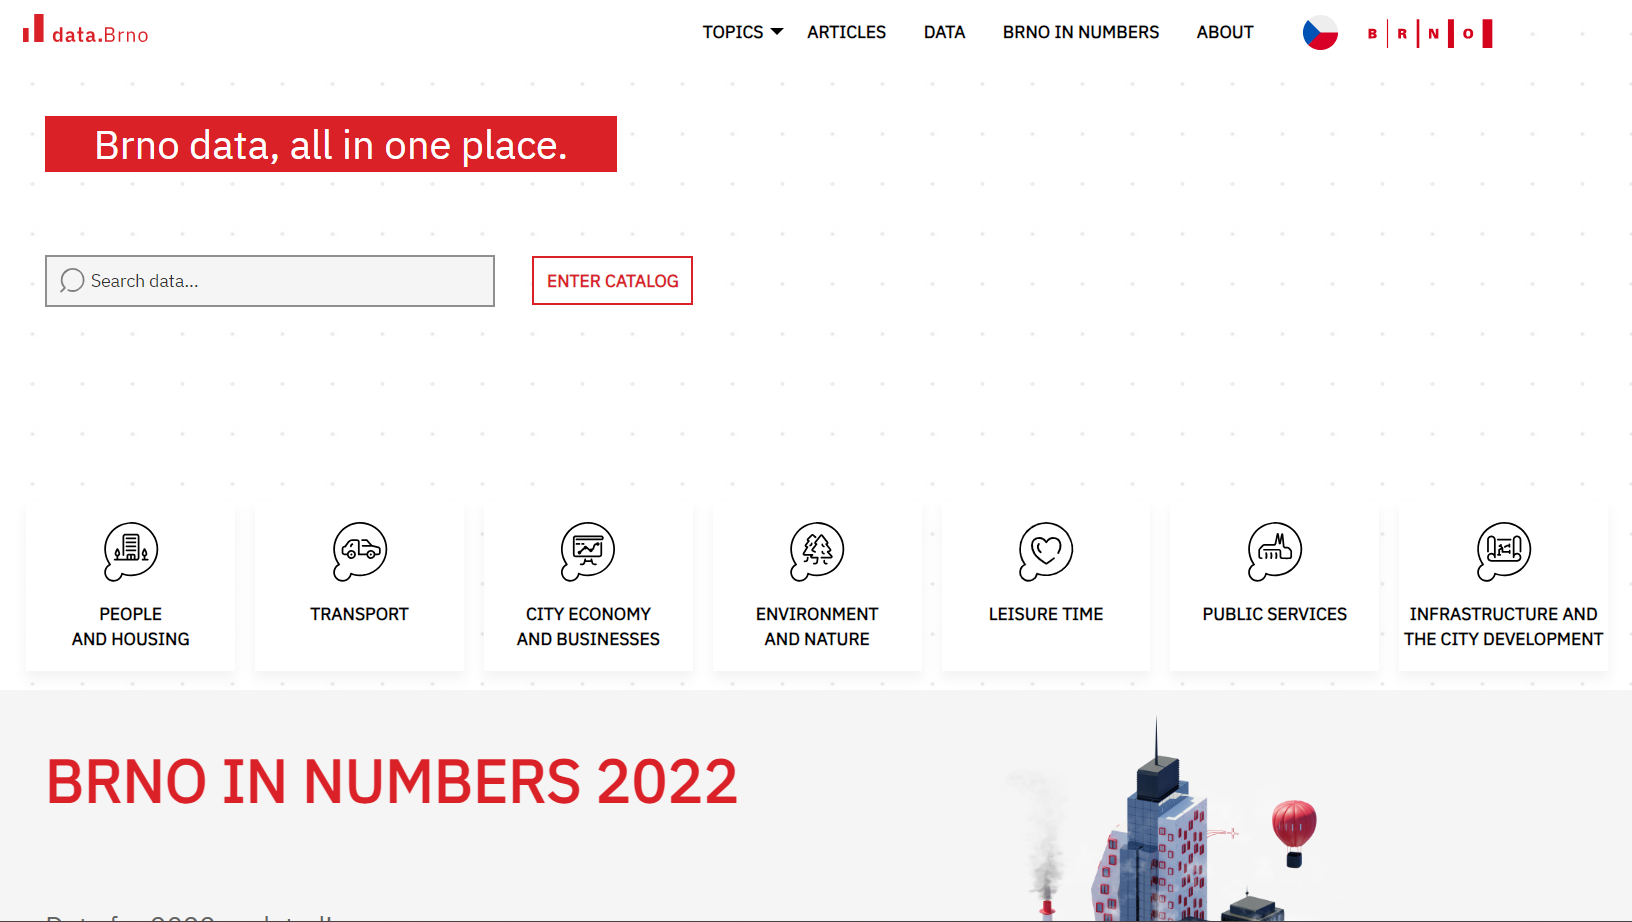 data.Brno
TOPICS
ARTICLES
DATA
BRNO IN NUMBERS
ABOUT
B R N O
Brno data, all in one place.
Search data...
ENTER CATALOG
PEOPLE
AND HOUSING
TRANSPORT
CITY ECONOMY
AND BUSINESSES
ENVIRONMENT
AND NATURE
LEISURE TIME
PUBLIC SERVICES
INFRASTRUCTURE AND
THE CITY DEVELOPMENT
BRNO IN NUMBERS 2022